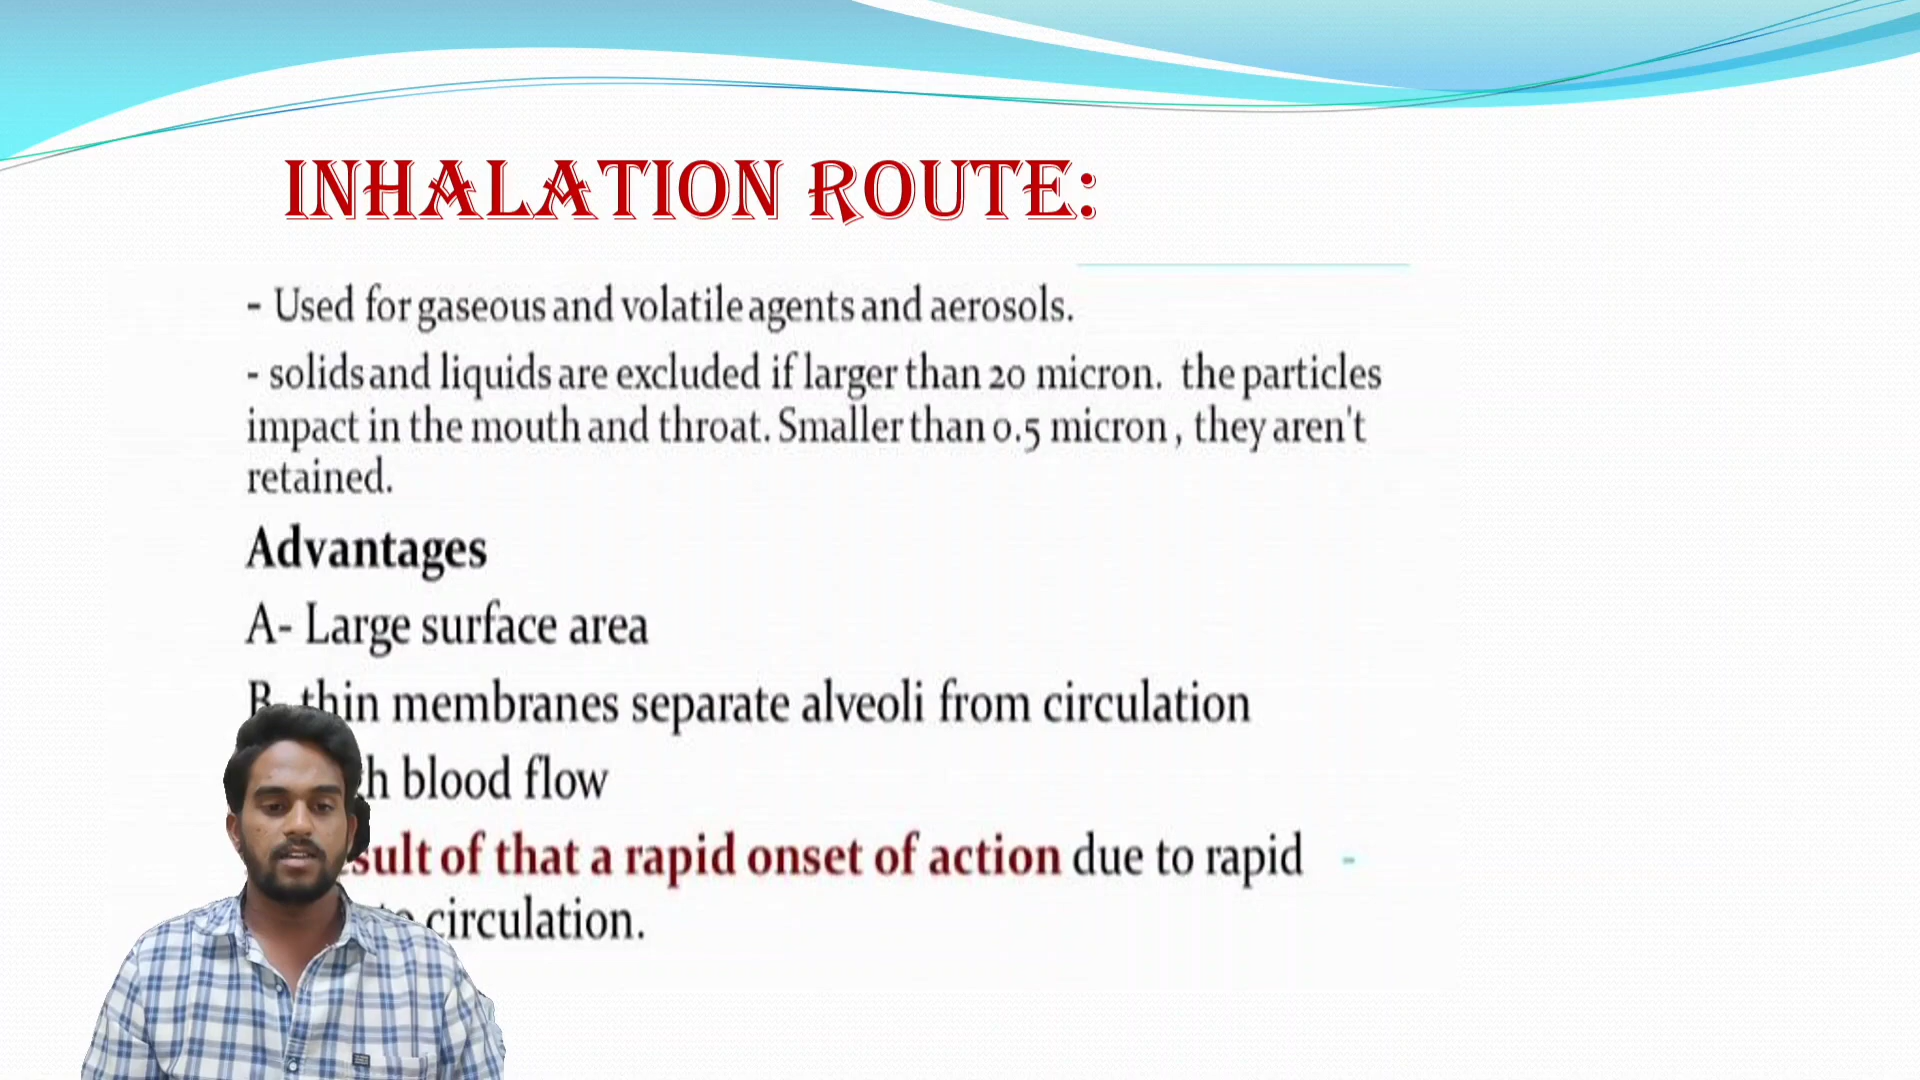 INHALATION ROUTE:
- Used for gaseous and volatile agents and aerosols.
- solids and liquids are excluded if larger than 20 micron. the particles
impact in the mouth and throat. Smaller than 0.5 micron, they aren't
retained.
Advantages
A- Large surface area
B- thin membranes separate alveoli from circulation
blood flow
of that a rapid onset of action due to rapid -
circulation.